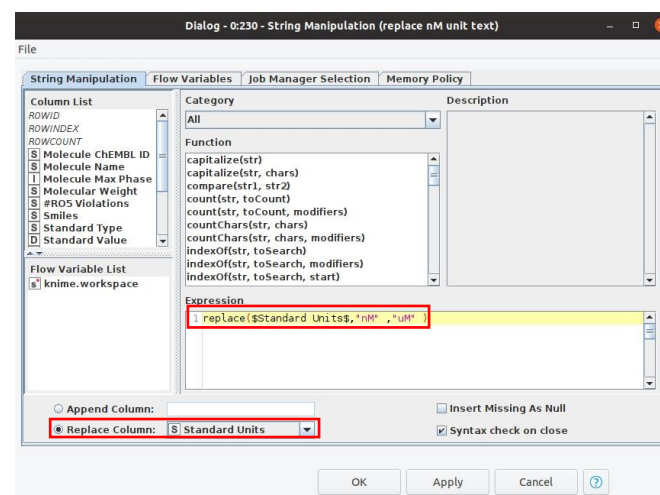 Dialog - 0:230 - String Manipulation (replace nM unit text)
File
String Manipulation Flow Variables Job Manager Selection Memory Policy
Column List
ROWID
ROWINDEX
ROWCOUNT
S Molecule ChEMBL ID
S Molecule Name
I Molecule Max Phase
S Molecular Weight
S #RO5 Violations
S Smiles
S Standard Type
D Standard Value
Flow Variable List
s knime.workspace
Category
All
Function
capitalize(str)
capitalize(str, chars)
compare(str1, str2)
count(str, toCount)
count(str, toCount, modifiers)
countChars(str, chars)
countChars(str, chars, modifiers)
indexOf(str, toSearch)
indexOf(str, toSearch, modifiers)
indexOf(str, toSearch, start)
Description
Expression
1 replace($Standard Units$,"nM" ,"uM" )
Append Column:
Insert Missing As Null
Replace Column: S Standard Units
Syntax check on close
OK Apply Cancel ?